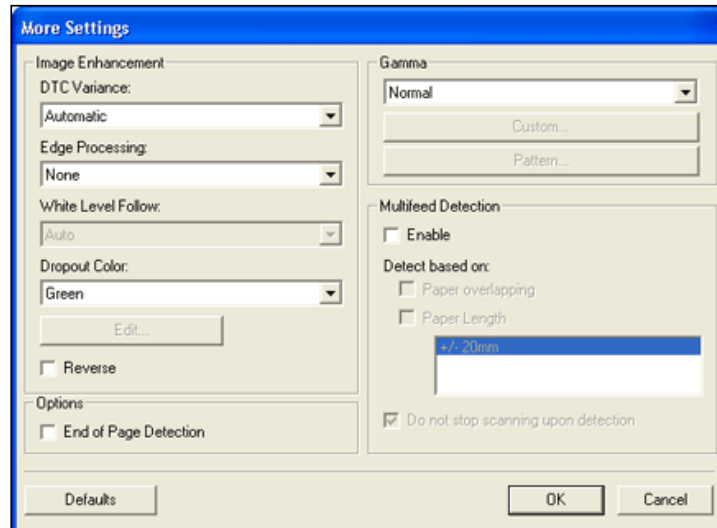 More Settings
Image Enhancement
DTC Variance:
Automatic
Edge Processing:
None
White Level Follow:
Auto
Dropout Color:
Green
Edit...
Reverse
Options
End of Page Detection
Gamma
Normal
Custom...
Pattern...
Multifeed Detection
Enable
Detect based on:
Paper overlapping
Paper Length
+/- 20mm
Do not stop scanning upon detection
Defaults
OK
Cancel